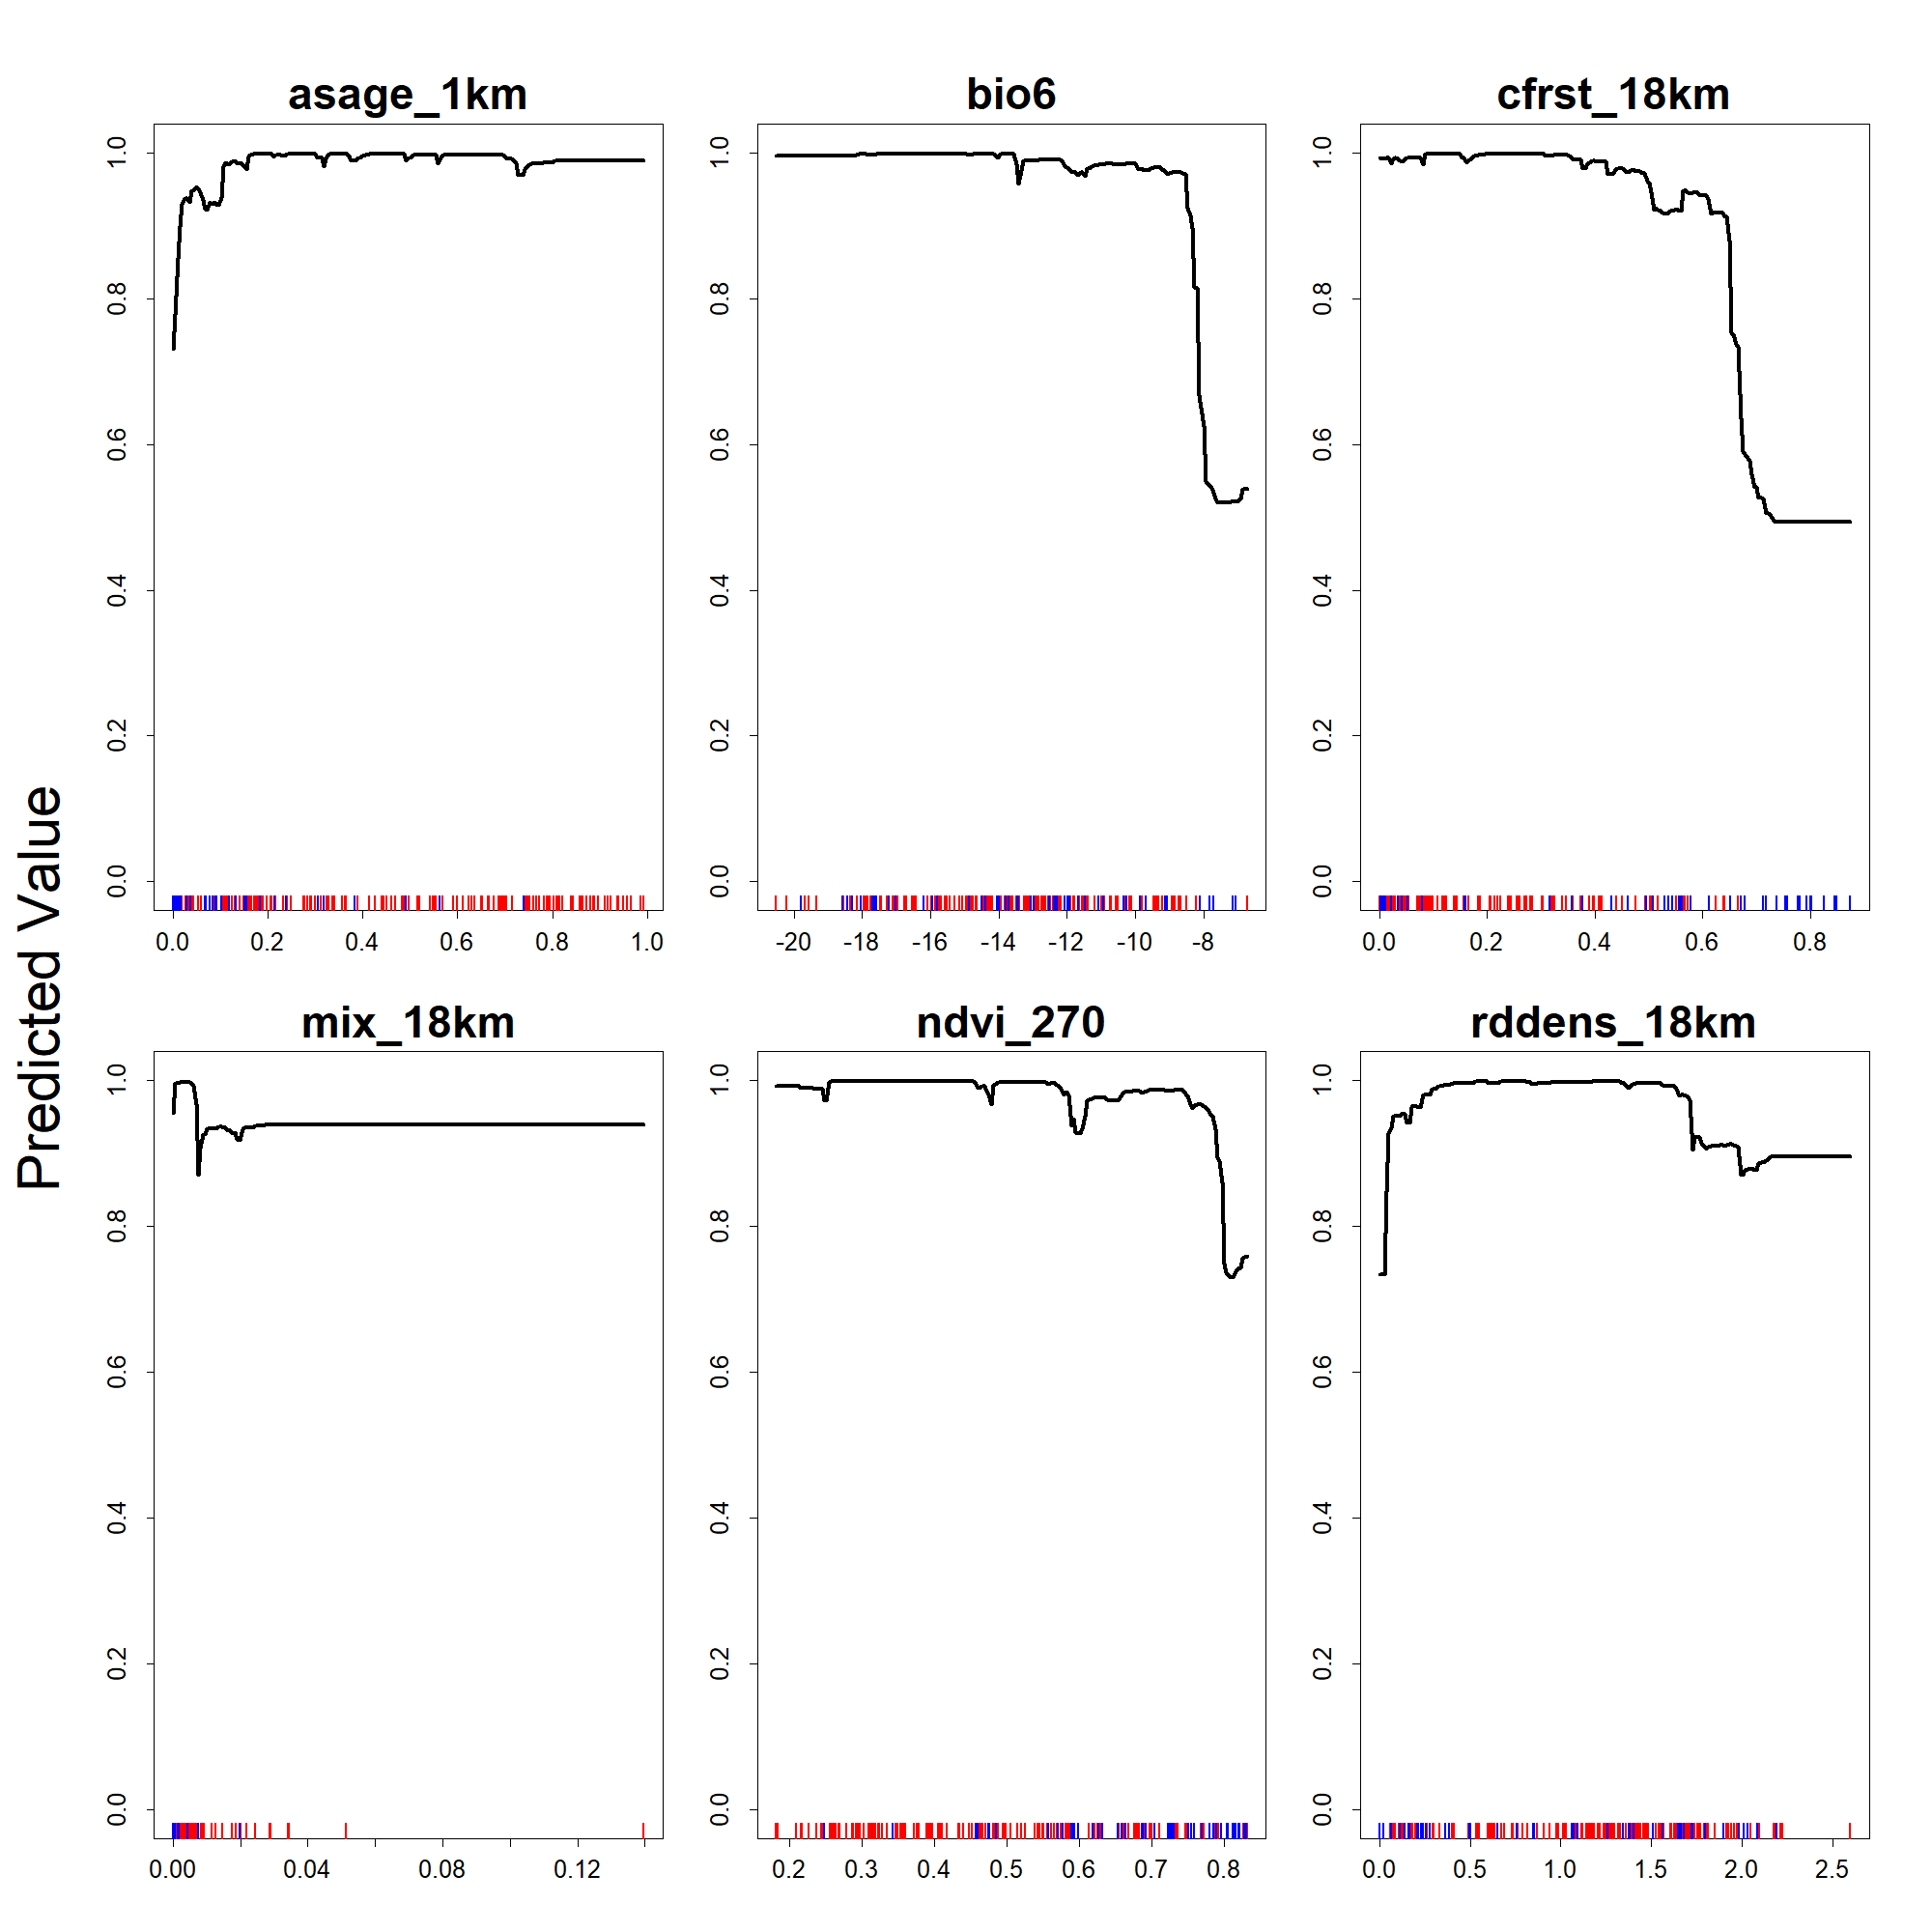 asage_1km bio6 cfrst_18km
1.0 1.0 1.0
0.8 0.8 0.8
0.6 0.6 0.6
0.4 0.4 0.4
0.2 0.2 0.2
0.0 0.0 0.0
0.0 0.2 0.4 0.6 0.8 1.0 -20 -18 -16 -14 -12 -10 -8 0.0 0.2 0.4 0.6 0.8
Predicted Value
mix_18km ndvi_270 rddens_18km
1.0 1.0 1.0
0.8 0.8 0.8
0.6 0.6 0.6
0.4 0.4 0.4
0.2 0.2 0.2
0.0 0.0 0.0
0.00 0.04 0.08 0.12 0.2 0.3 0.4 0.5 0.6 0.7 0.8 0.0 0.5 1.0 1.5 2.0 2.5